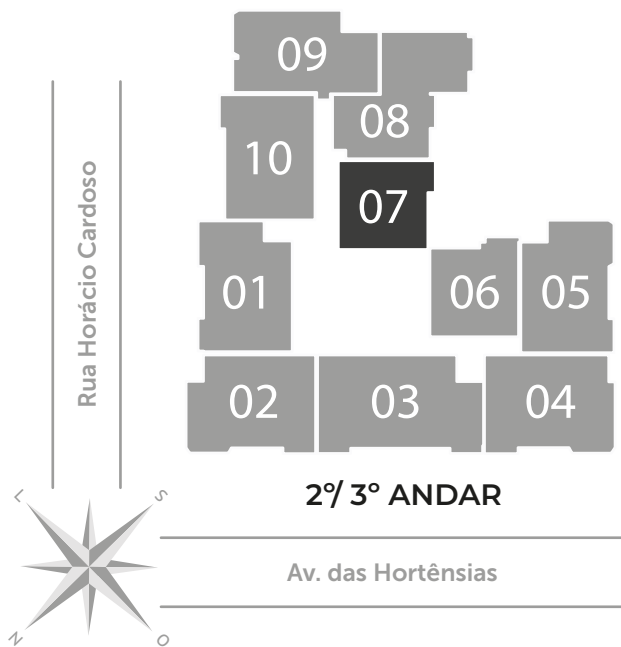 09
08
10
07
01
06
05
02
03
04
Rua Horácio Cardoso
2º/ 3º ANDAR
Av. das Hortênsias
L
S
N
O